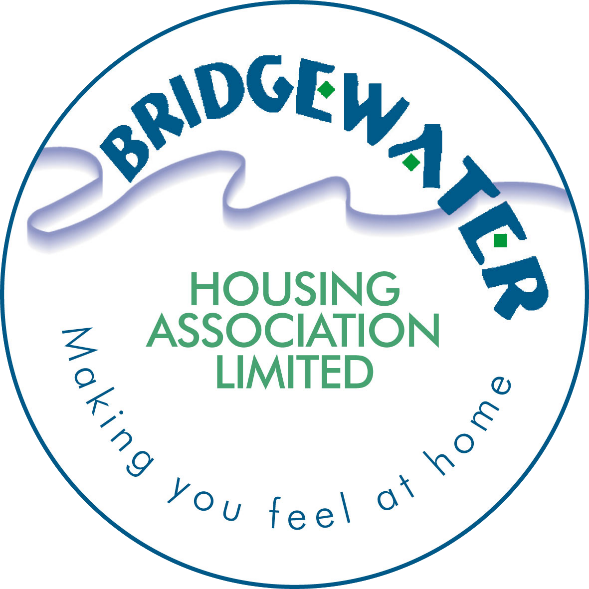 BRIDGEWATER
HOUSING
ASSOCIATION
LIMITED
Making you feel at home